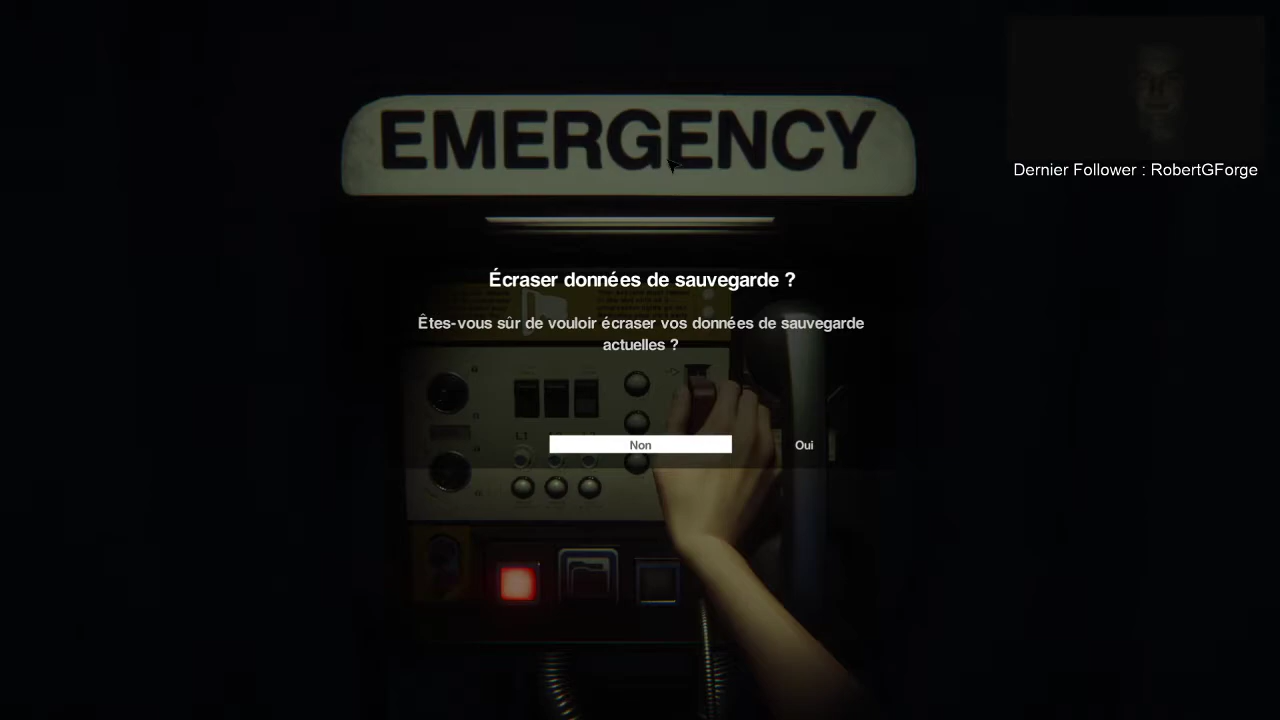 EMERGENCY
Dernier Follower : RobertGForge
Écraser données de sauvegarde ?
Êtes-vous sûr de vouloir écraser vos données de sauvegarde
actuelles ?
L1
Non
Oui